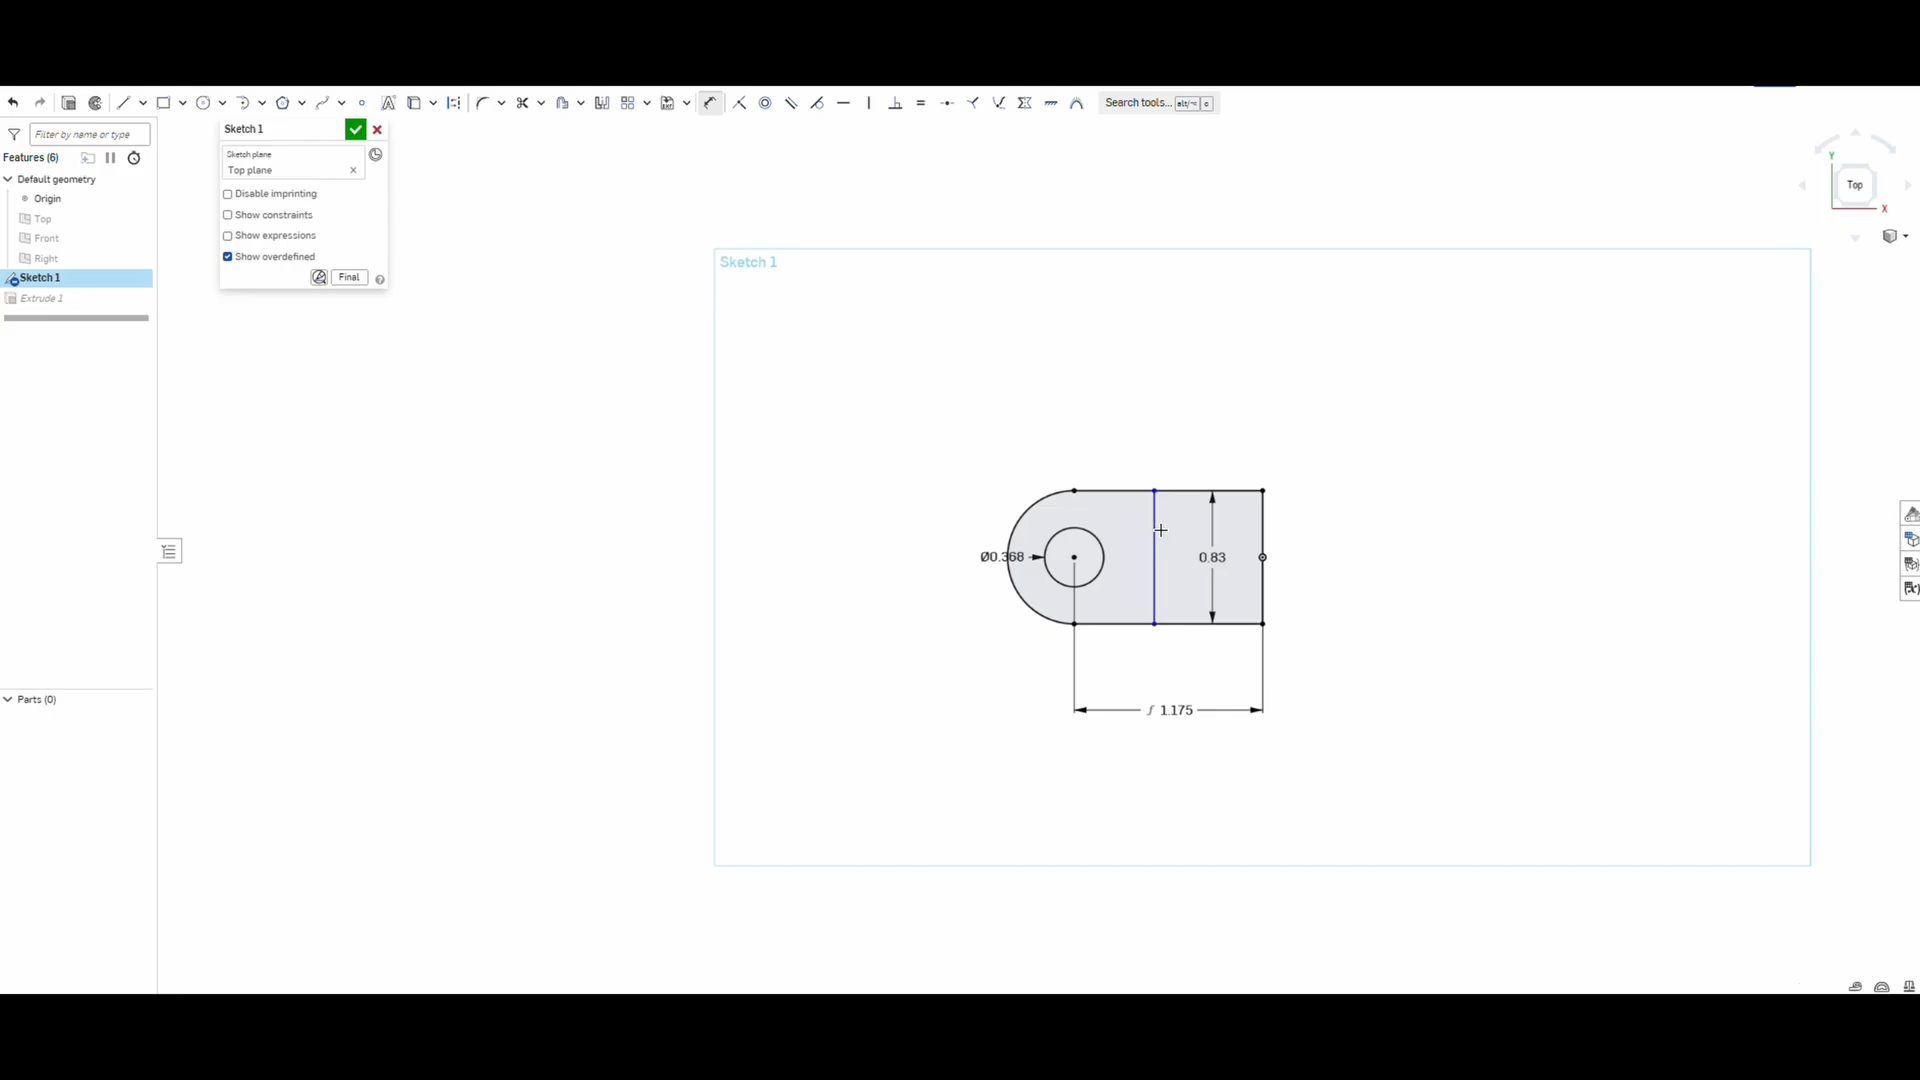 Search tools... alt/⌥ c
Filter by name or type
Sketch 1
Features (6)
Sketch plane
Top plane
Default geometry
Disable imprinting
Origin
Show constraints
Top
Front
Show expressions
Right
Show overdefined
Sketch 1
Final
Extrude 1
Y
Top
X
Sketch 1
Ø0.368
0.83
ƒ 1.175
Parts (0)